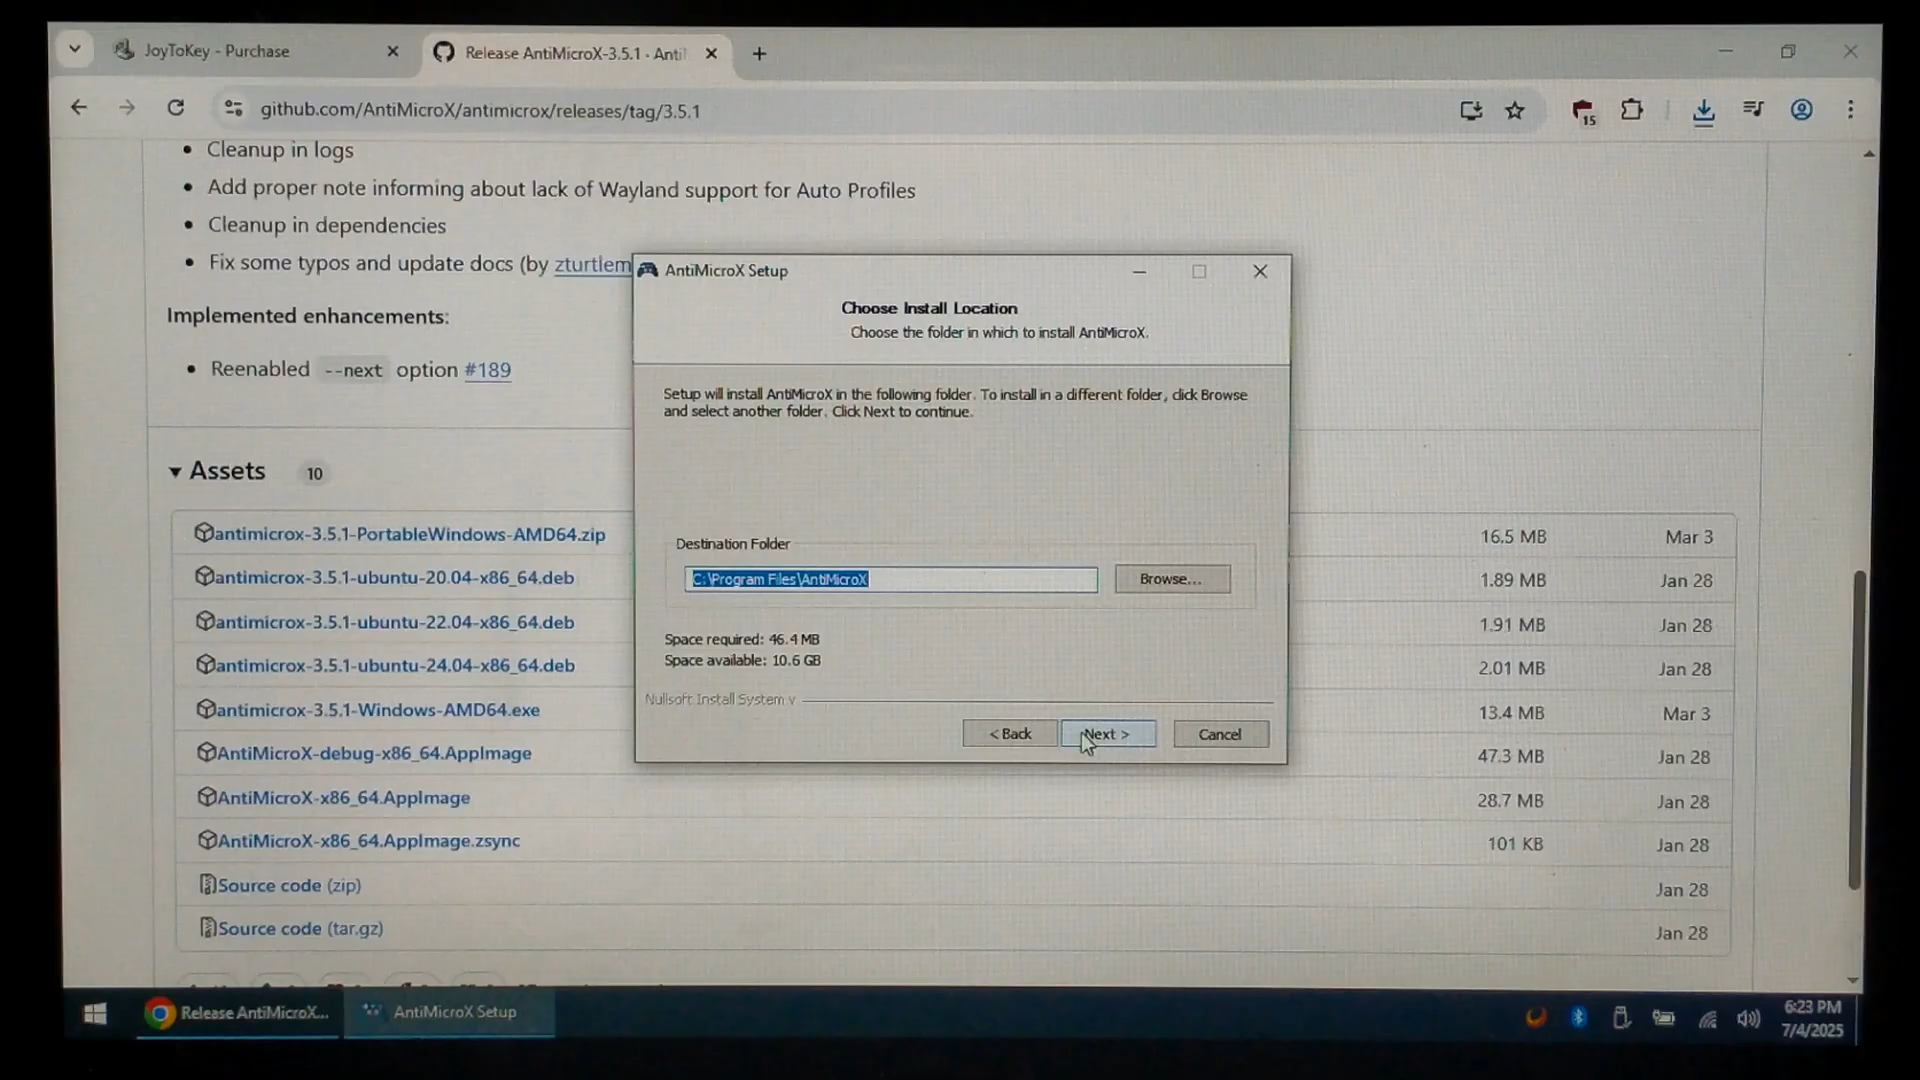 JoyToKey - Purchase
Release AntiMicroX-3.5.1 · Anti
github.com/AntiMicroX/antimicrox/releases/tag/3.5.1
15
Cleanup in logs
Add proper note informing about lack of Wayland support for Auto Profiles
Cleanup in dependencies
Fix some typos and update docs (by zturtlem
Implemented enhancements:
Reenabled --next option #189
Assets 10
antimicrox-3.5.1-PortableWindows-AMD64.zip 16.5 MB Mar 3
antimicrox-3.5.1-ubuntu-20.04-x86_64.deb 1.89 MB Jan 28
antimicrox-3.5.1-ubuntu-22.04-x86_64.deb 1.91 MB Jan 28
antimicrox-3.5.1-ubuntu-24.04-x86_64.deb 2.01 MB Jan 28
antimicrox-3.5.1-Windows-AMD64.exe 13.4 MB Mar 3
AntiMicroX-debug-x86_64.AppImage 47.3 MB Jan 28
AntiMicroX-x86_64.AppImage 28.7 MB Jan 28
AntiMicroX-x86_64.AppImage.zsync 101 KB Jan 28
Source code (zip) Jan 28
Source code (tar.gz) Jan 28
AntiMicroX Setup
Choose Install Location
Choose the folder in which to install AntiMicroX.
Setup will install AntiMicroX in the following folder. To install in a different folder, click Browse
and select another folder. Click Next to continue.
Destination Folder
C:\Program Files\AntiMicroX
Browse...
Space required: 46.4 MB
Space available: 10.6 GB
Nullsoft Install System v
< Back Next > Cancel
Release AntiMicroX...
AntiMicroX Setup
6:23 PM
7/4/2025